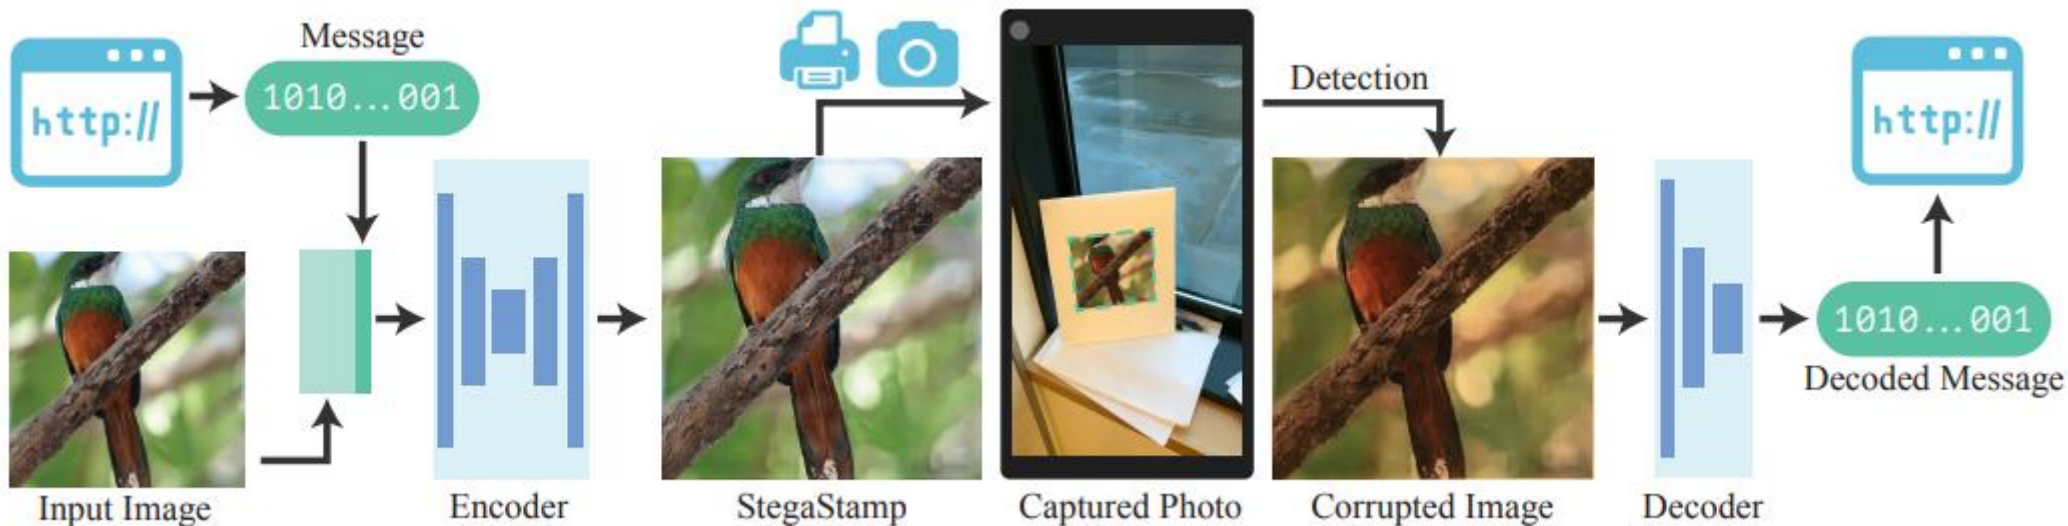 Message
http://
1010...001
Input Image
Encoder
StegaStamp
Captured Photo
Detection
Corrupted Image
Decoder
http://
1010...001
Decoded Message